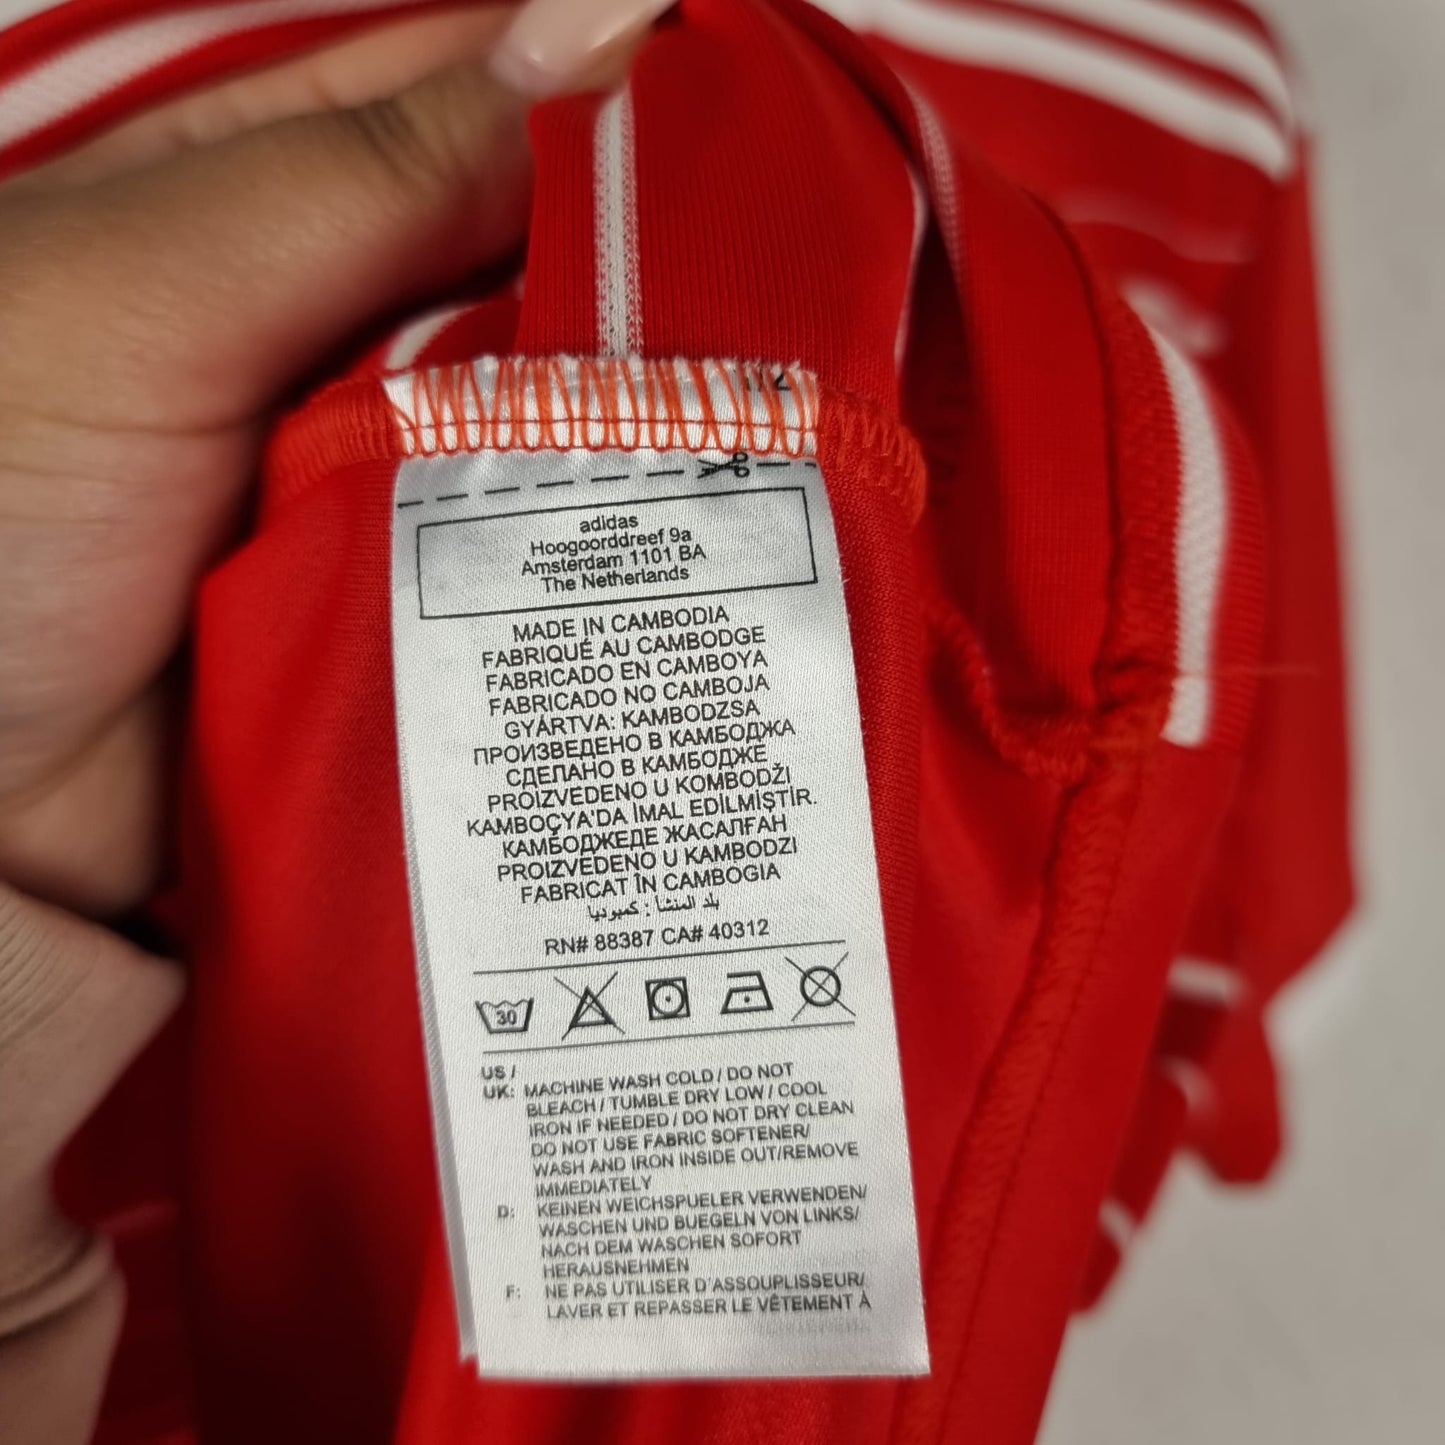 adidas
Hoogoorddreef 9a
Amsterdam 1101 BA
The Netherlands
MADE IN CAMBODIA
FABRIQUÉ AU CAMBODGE
FABRICADO EN CAMBOYA
FABRICADO NO CAMBOJA
GYÁRTVA: KAMBODZSA
ПРОИЗВЕДЕНО В КАМБОДЖА
СДЕЛАНО В КАМБОДЖЕ
PROIZVEDENO U KOMBODŽI
KAMBOÇYA'DA İMAL EDİLMİŞTİR.
КАМБОДЖЕДЕ ЖАСАЛҒАН
PROIZVEDENO U KAMBODZI
FABRICAT ÎN CAMBOGIA
بلد المنشأ : كمبوديا
RN# 88387 CA# 40312
30
US /
UK: MACHINE WASH COLD / DO NOT
BLEACH / TUMBLE DRY LOW / COOL
IRON IF NEEDED / DO NOT DRY CLEAN
DO NOT USE FABRIC SOFTENER/
WASH AND IRON INSIDE OUT/REMOVE
IMMEDIATELY
D: KEINEN WEICHSPUELER VERWENDEN/
WASCHEN UND BUEGELN VON LINKS/
NACH DEM WASCHEN SOFORT
HERAUSNEHMEN
F: NE PAS UTILISER D'ASSOUPLISSEUR/
LAVER ET REPASSER LE VÊTEMENT À